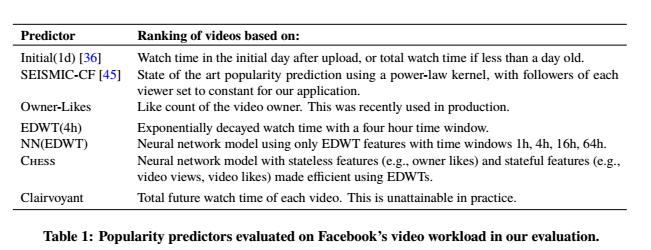 Predictor Ranking of videos based on:
Initial(1d) [36] Watch time in the initial day after upload, or total watch time if less than a day old.
SEISMIC-CF [45] State of the art popularity prediction using a power-law kernel, with followers of each
viewer set to constant for our application.
Owner-Likes Like count of the video owner. This was recently used in production.
EDWT(4h) Exponentially decayed watch time with a four hour time window.
NN(EDWT) Neural network model using only EDWT features with time windows 1h, 4h, 16h, 64h.
CHESS Neural network model with stateless features (e.g., owner likes) and stateful features (e.g.,
video views, video likes) made efficient using EDWTs.
Clairvoyant Total future watch time of each video. This is unattainable in practice.
Table 1: Popularity predictors evaluated on Facebook's video workload in our evaluation.